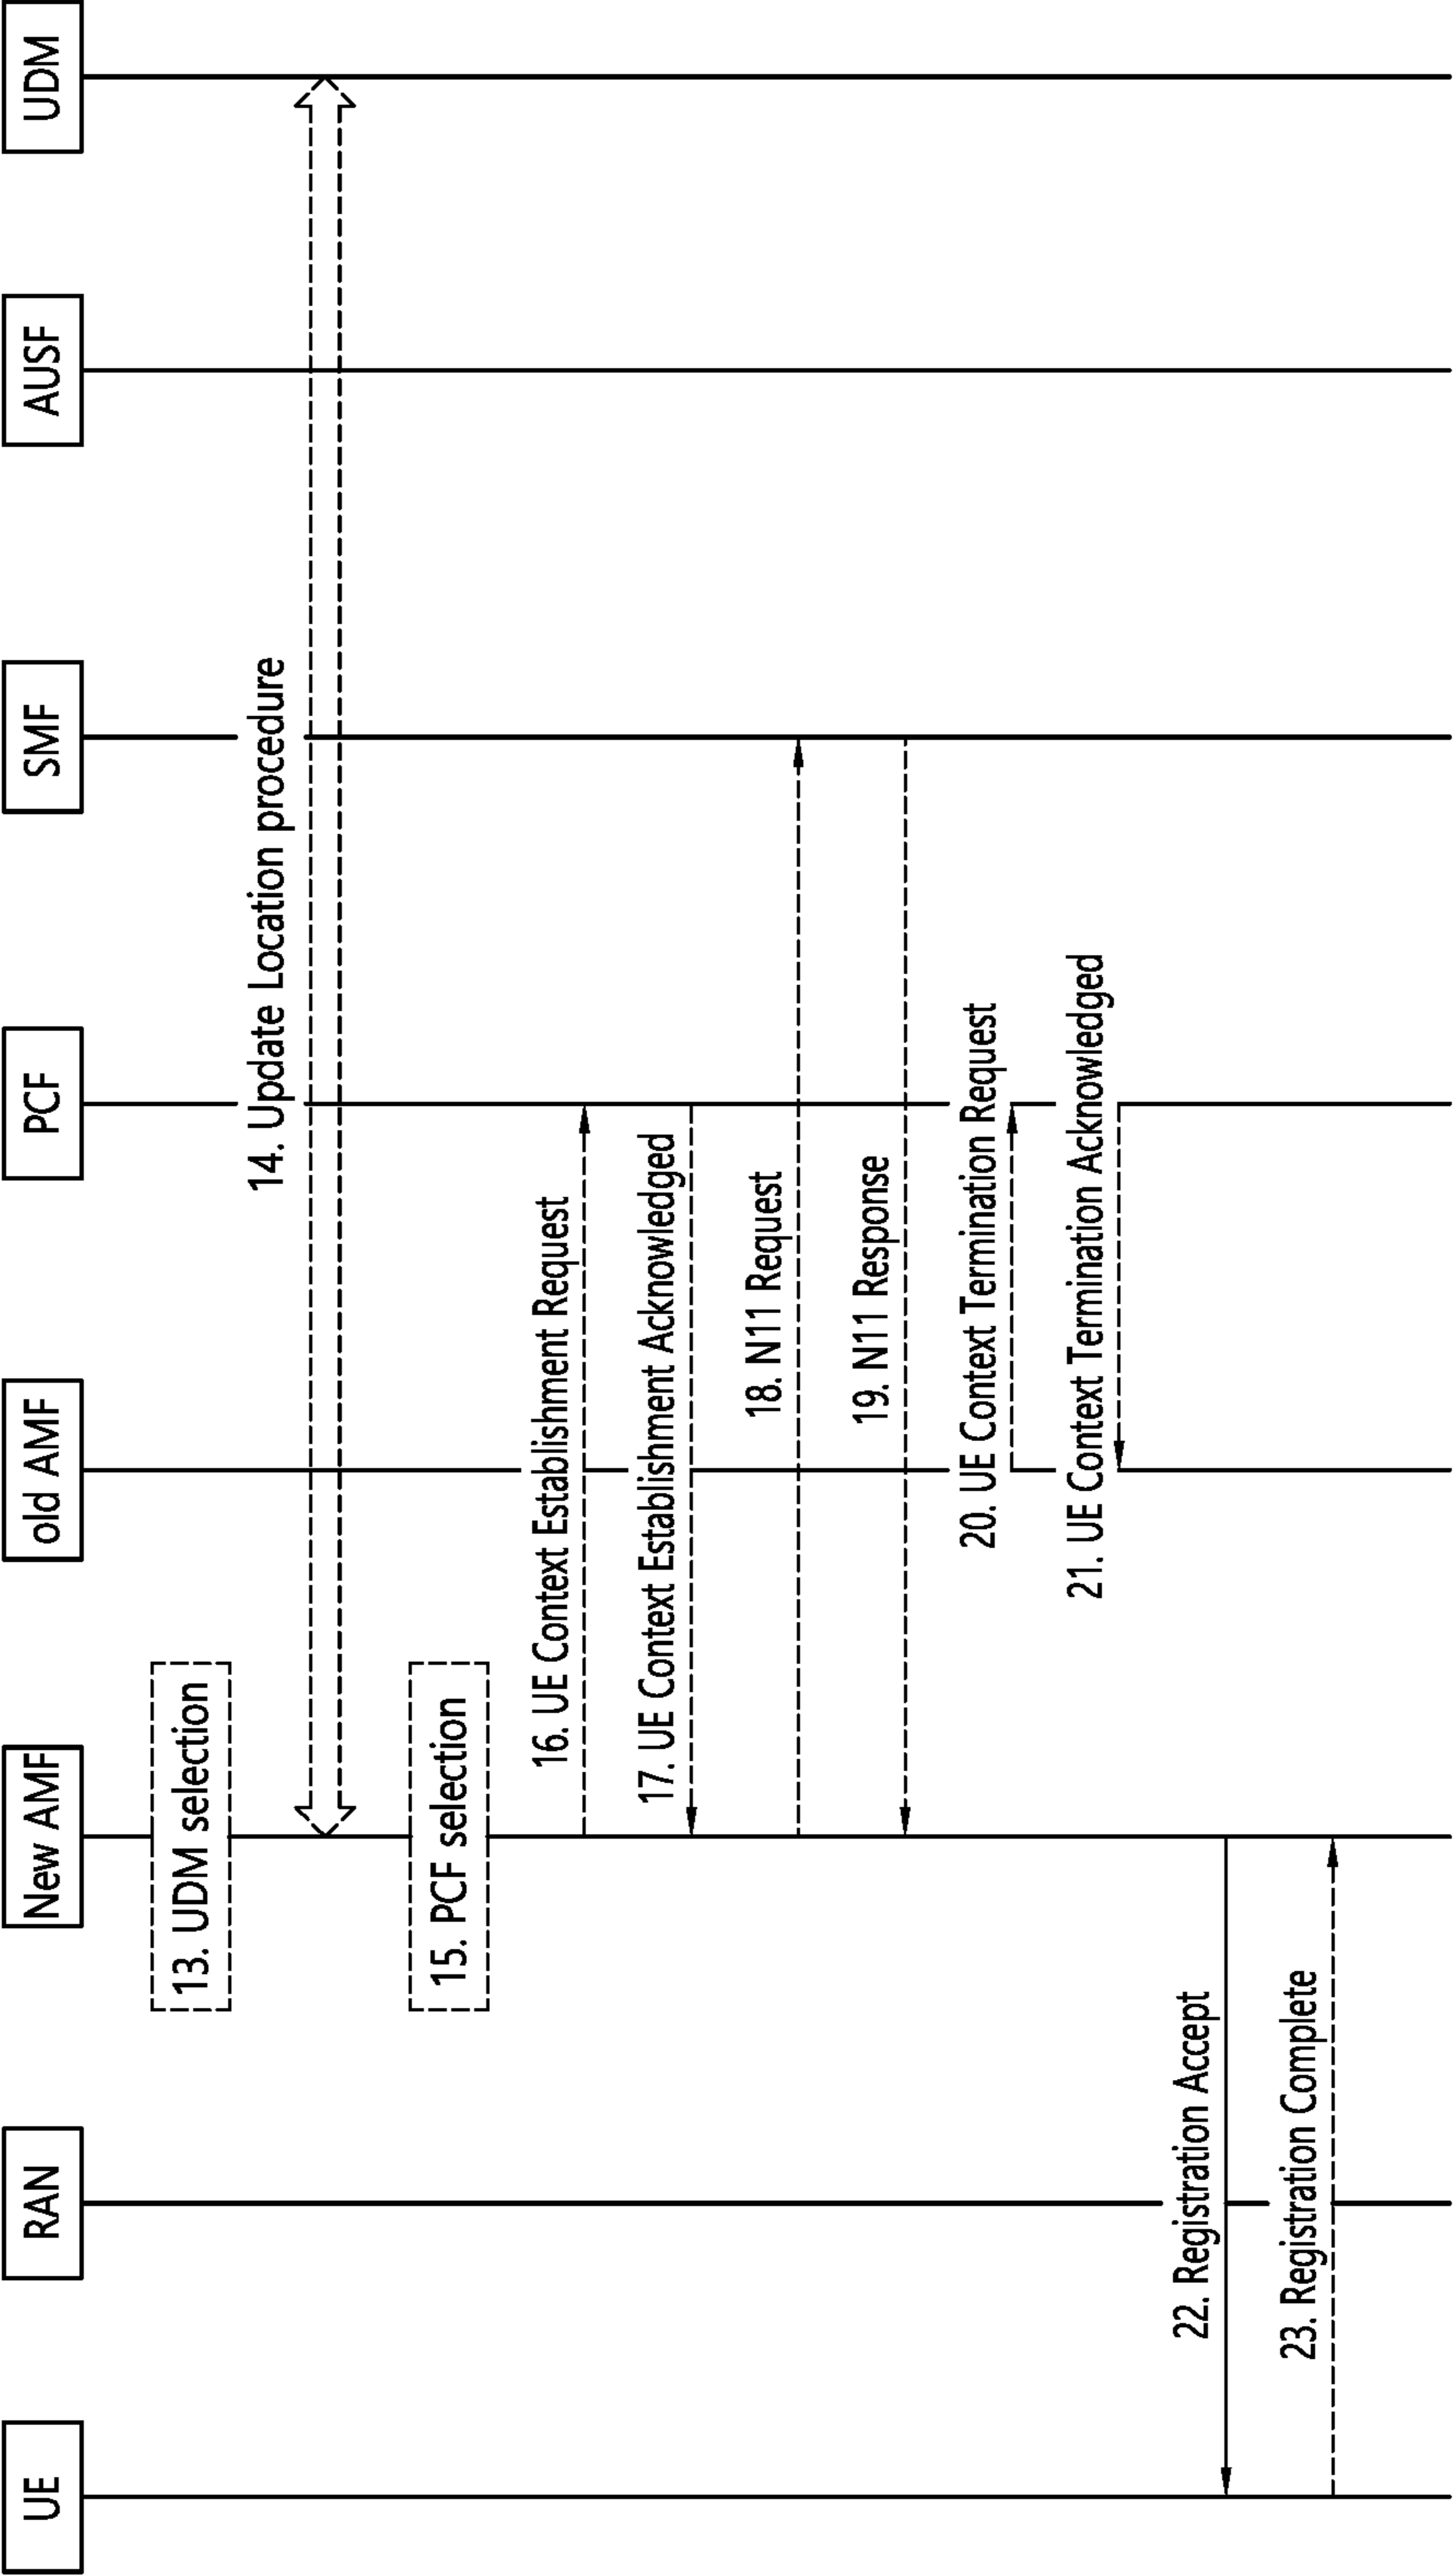 UE
RAN
New AMF
old AMF
PCF
SMF
AUSF
UDM
13. UDM selection
14. Update Location procedure
15. PCF selection
16. UE Context Establishment Request
17. UE Context Establishment Acknowledged
18. N11 Request
19. N11 Response
20. UE Context Termination Request
21. UE Context Termination Acknowledged
22. Registration Accept
23. Registration Complete